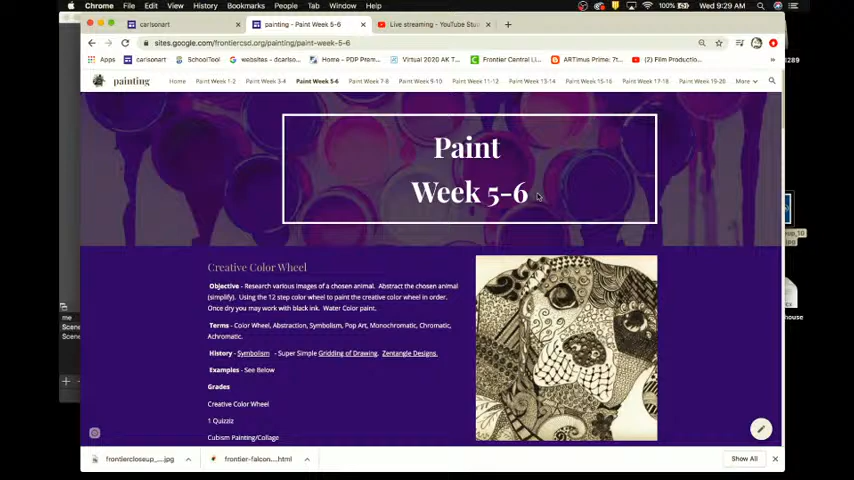 Chrome File Edit View History Bookmarks People Tab Window Help 100% Wed 9:29 AM
carlsonart painting - Paint Week 5-6 Live streaming - YouTube Stu
sites.google.com/frontiercsd.org/painting/paint-week-5-6
Apps carlsonart SchoolTool websites - dcarlso... Home - PDP Prem... Virtual 2020 AK T... Frontier Central Li... ARTimus Prime: 7t... (2) Film Productio...
painting Home Paint Week 1-2 Paint Week 3-4 Paint Week 5-6 Paint Week 7-8 Paint Week 9-10 Paint Week 11-12 Paint Week 13-14 Paint Week 15-16 Paint Week 17-18 Paint Week 19-20 More
Paint
Week 5-6
Creative Color Wheel
Objective - Research various images of a chosen animal. Abstract the chosen animal
(simplify). Using the 12 step color wheel to paint the creative color wheel in order.
Once dry you may work with black ink. Water Color paint.
Terms - Color Wheel, Abstraction, Symbolism, Pop Art, Monochromatic, Chromatic,
Achromatic.
History - Symbolism - Super Simple Gridding of Drawing. Zentangle Designs.
Examples - See Below
Grades
Creative Color Wheel
1 Quizziz
Cubism Painting/Collage
me
Scene
Scene
1289
house
frontiercloseup_....jpg frontier-falcon....html Show All